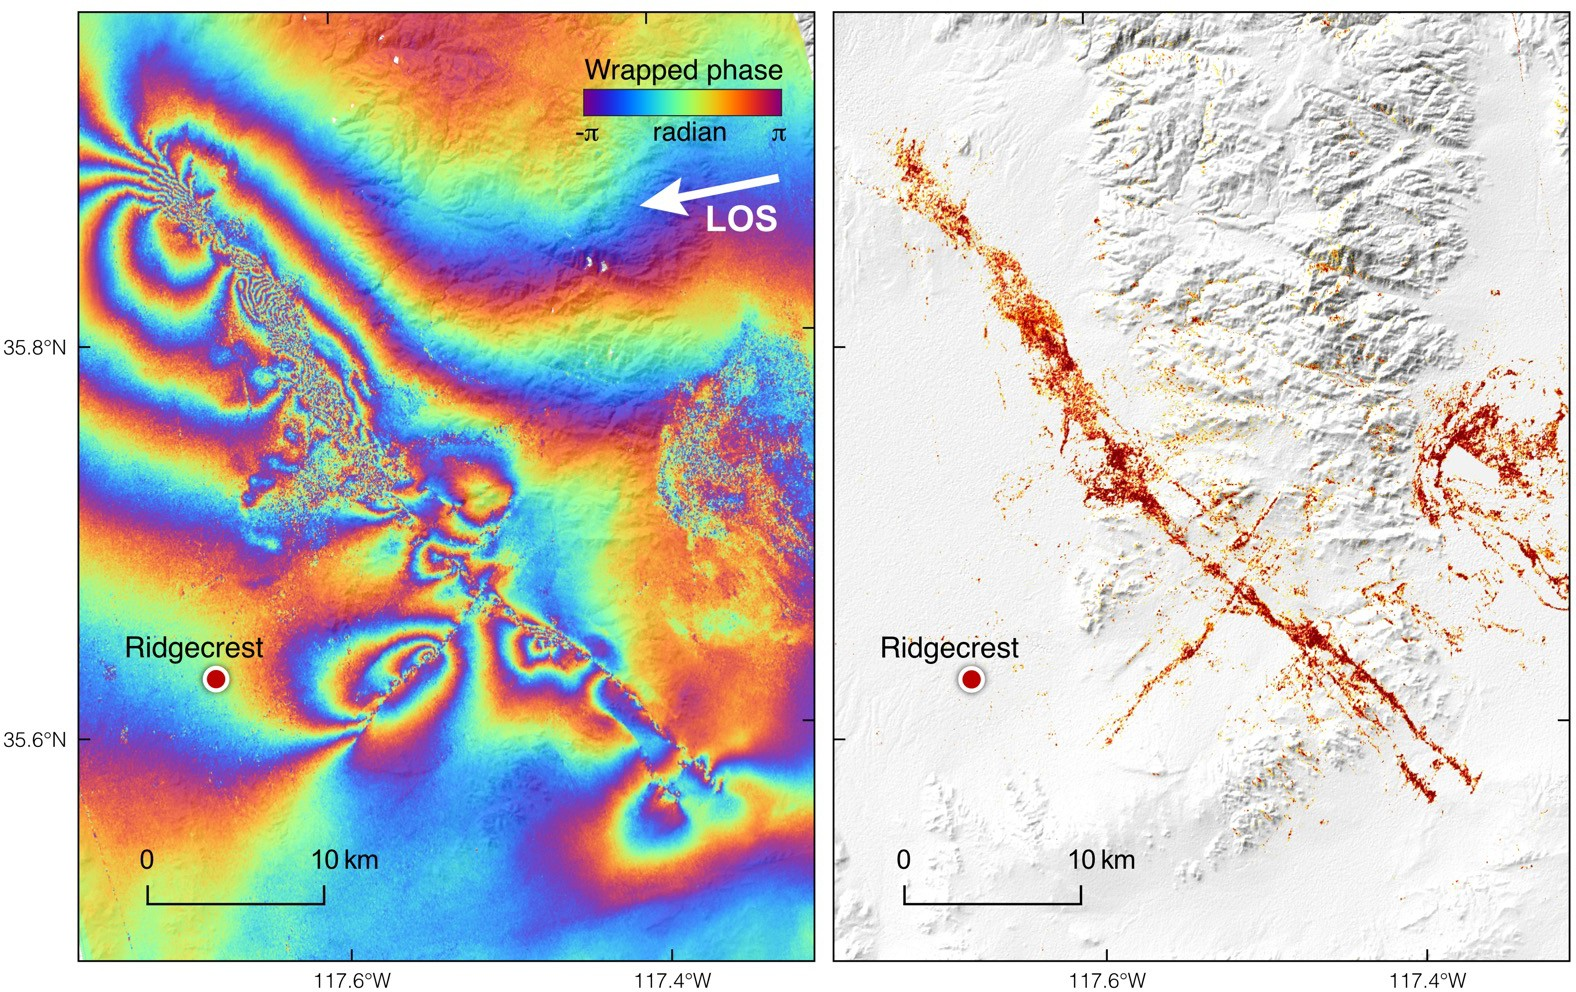 Wrapped phase
-π radian π
LOS
35.8°N
Ridgecrest
Ridgecrest
35.6°N
0 10 km
0 10 km
117.6°W 117.4°W
117.6°W 117.4°W